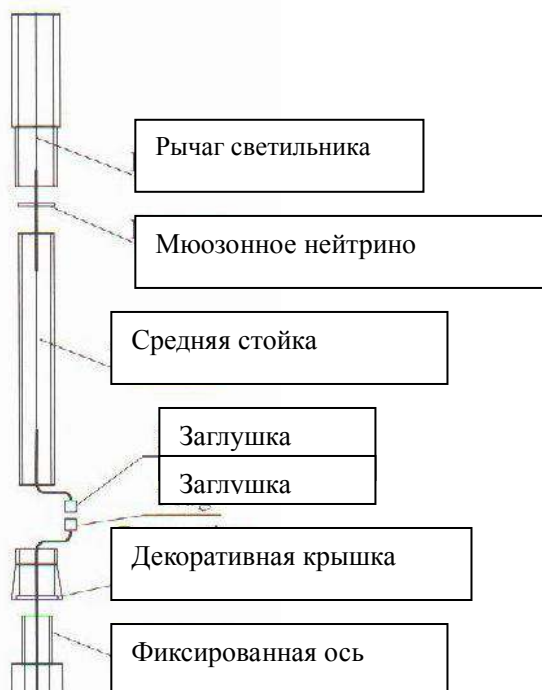 Рычаг светильника
Мюозонное нейтрино
Средняя стойка
Заглушка
Заглушка
Декоративная крышка
Фиксированная ось